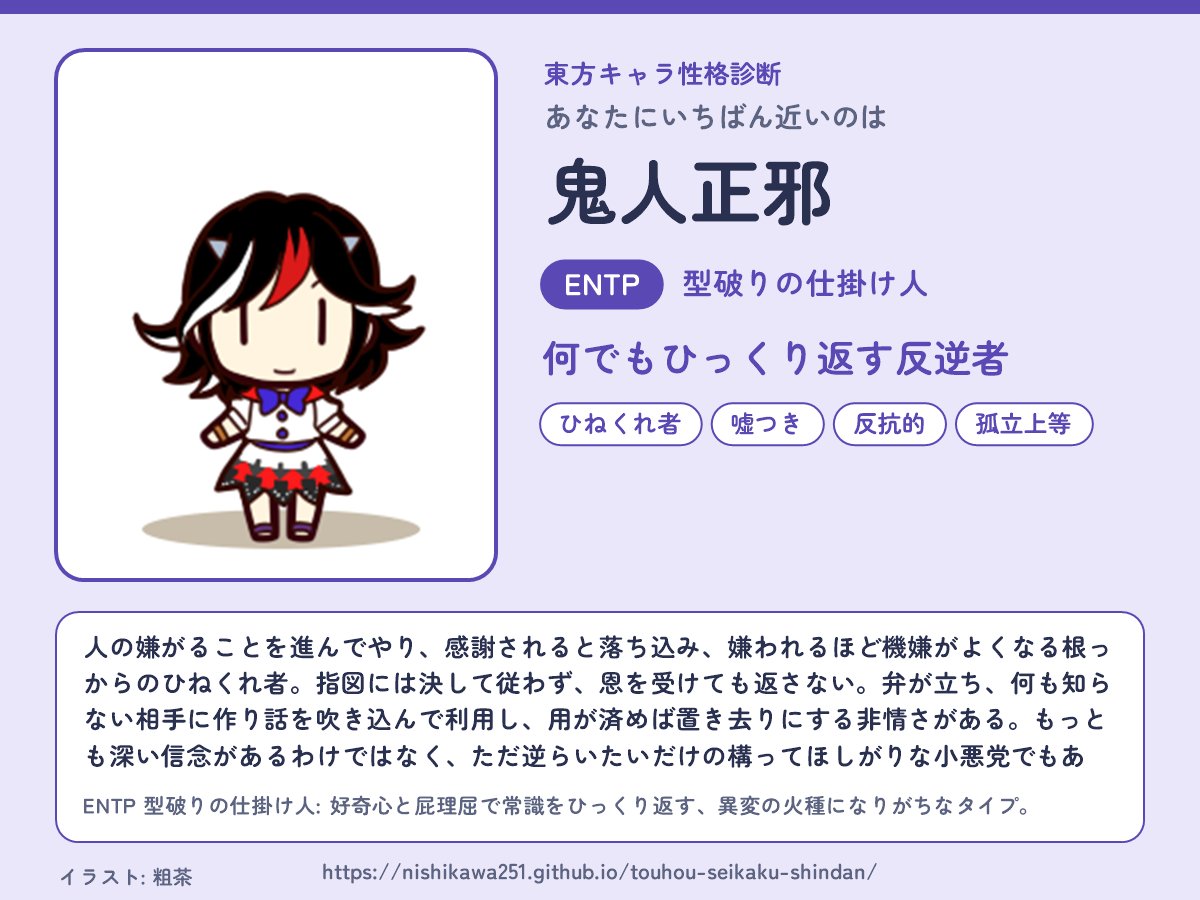 東方キャラ性格診断
あなたにいちばん近いのは
鬼人正邪
ENTP 型破りの仕掛け人
何でもひっくり返す反逆者
ひねくれ者 嘘つき 反抗的 孤立上等
人の嫌がることを進んでやり、感謝されると落ち込み、嫌われるほど機嫌がよくなる根っ
からのひねくれ者。指図には決して従わず、恩を受けても返さない。弁が立ち、何も知ら
ない相手に作り話を吹き込んで利用し、用が済めば置き去りにする非情さがある。もっと
も深い信念があるわけではなく、ただ逆らいたいだけの構ってほしがりな小悪党でもあ
ENTP 型破りの仕掛け人: 好奇心と屁理屈で常識をひっくり返す、異変の火種になりがちなタイプ。
イラスト: 粗茶
https://nishikawa251.github.io/touhou-seikaku-shindan/